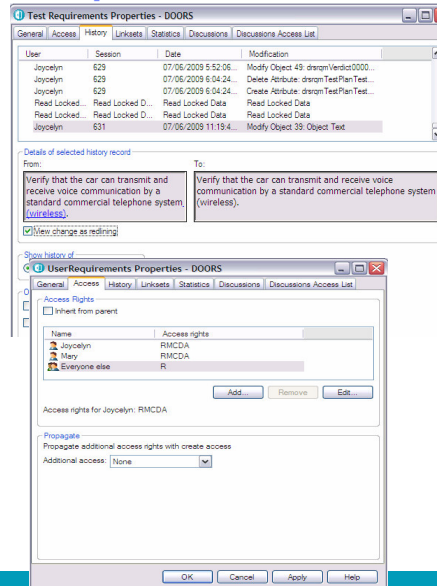 Test Requirements Properties - DOORS
General Access History Linksets Statistics Discussions Discussions Access List
User Session Date Modification
Joycelyn 629 07/06/2009 5:52:06... Modify Object 49: drsrqmVerdict0000...
Joycelyn 629 07/06/2009 6:04:24... Delete Attribute: drsrqmTestPlanTest...
Joycelyn 629 07/06/2009 6:04:24... Create Attribute: drsrqmTestPlanTest...
Read Locked... Read Locked D... Read Locked Data Read Locked Data
Read Locked... Read Locked D... Read Locked Data Read Locked Data
Joycelyn 631 07/06/2009 11:19:4... Modify Object 39: Object Text
Details of selected history record
From: To:
Verify that the car can transmit and Verify that the car can transmit and receive voice
receive voice communication by a communication by a standard commercial telephone system
standard commercial telephone system (wireless).
(wireless).
View change as redlining
Show history of
UserRequirements Properties - DOORS
General Access History Linksets Statistics Discussions Discussions Access List
Access Rights
Inherit from parent
Name Access rights
Joycelyn RMCDA
Mary RMCDA
Everyone else R
Add... Remove Edit...
Access rights for Joycelyn: RMCDA
Propagate
Propagate additional access rights with create access
Additional access: None
OK Cancel Apply Help